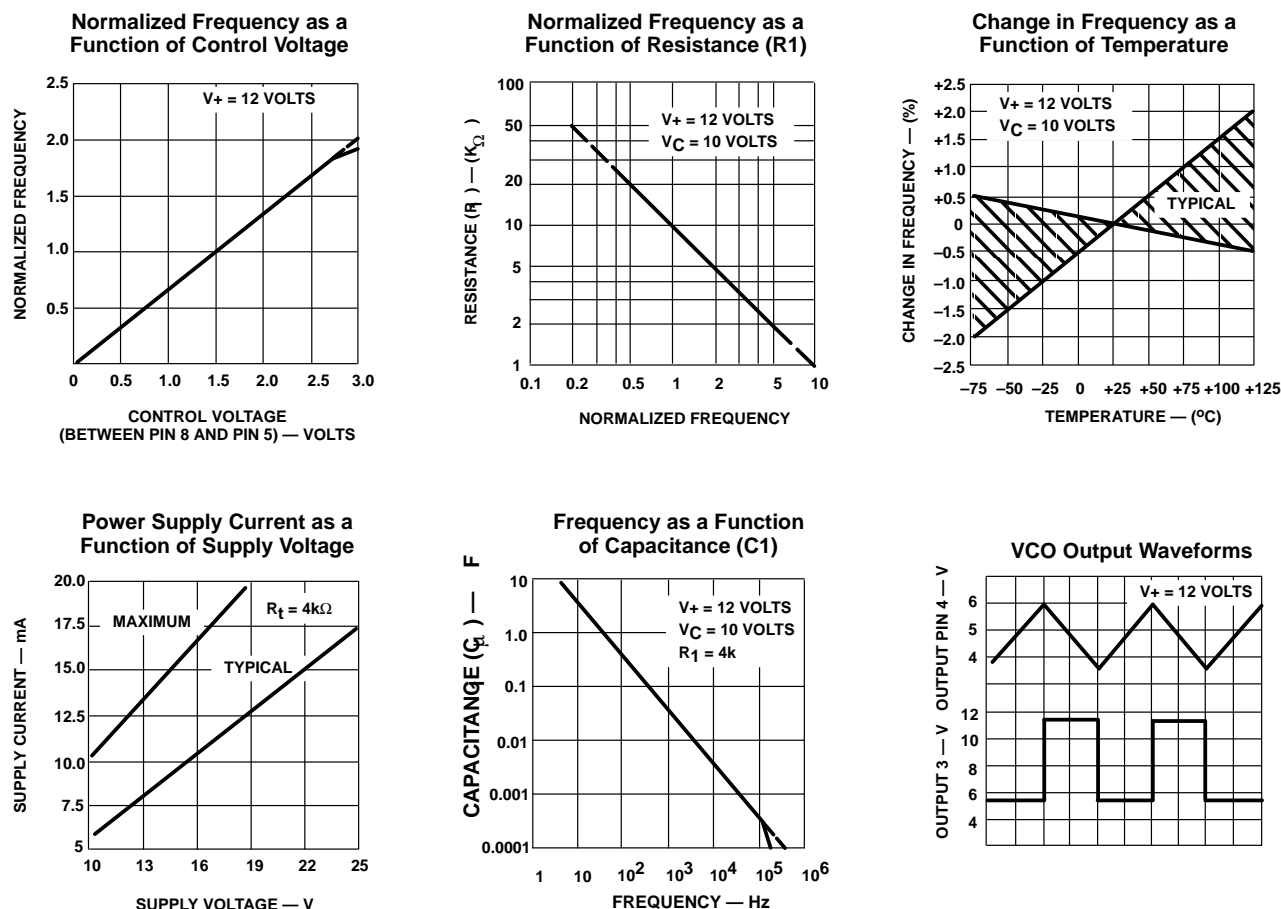 Normalized Frequency as a
Function of Control Voltage
NORMALIZED FREQUENCY
2.5
2.0
1.5
1.0
0.5
V+ = 12 VOLTS
0 0.5 1.0 1.5 2.0 2.5 3.0
CONTROL VOLTAGE
(BETWEEN PIN 8 AND PIN 5) — VOLTS
Normalized Frequency as a
Function of Resistance (R1)
RESISTANCE (R1) — (KΩ)
100
50
20
10
5
2
1
V+ = 12 VOLTS
VC = 10 VOLTS
0.1 0.2 0.5 1 2 5 10
NORMALIZED FREQUENCY
Change in Frequency as a
Function of Temperature
CHANGE IN FREQUENCY — (%)
+2.5
+2.0
+1.5
+1.0
+0.5
0
–0.5
–1.0
–1.5
–2.0
–2.5
V+ = 12 VOLTS
VC = 10 VOLTS
TYPICAL
–75 –50 –25 0 +25 +50 +75 +100 +125
TEMPERATURE — (ºC)
Power Supply Current as a
Function of Supply Voltage
SUPPLY CURRENT — mA
20.0
17.5
15.0
12.5
10.0
7.5
5
MAXIMUM
Rt = 4kΩ
TYPICAL
10 13 16 19 22 25
SUPPLY VOLTAGE — V
Frequency as a Function
of Capacitance (C1)
CAPACITANCE (C1) — μF
10
1.0
0.1
0.01
0.001
0.0001
V+ = 12 VOLTS
VC = 10 VOLTS
R1 = 4k
1 10 10² 10³ 10⁴ 10⁵ 10⁶
FREQUENCY — Hz
VCO Output Waveforms
OUTPUT PIN 4 — V
6
5
4
V+ = 12 VOLTS
OUTPUT 3 — V
12
10
8
6
4